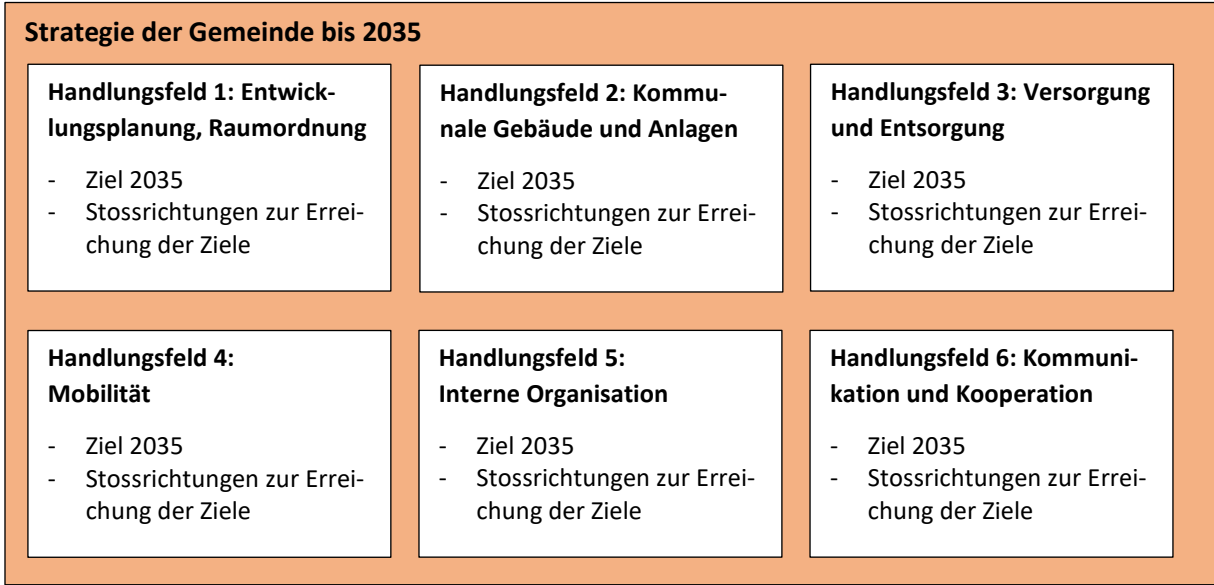 Strategie der Gemeinde bis 2035
Handlungsfeld 1: Entwick-
lungsplanung, Raumordnung
- Ziel 2035
- Stossrichtungen zur Errei-
chung der Ziele
Handlungsfeld 2: Kommu-
nale Gebäude und Anlagen
- Ziel 2035
- Stossrichtungen zur Errei-
chung der Ziele
Handlungsfeld 3: Versorgung
und Entsorgung
- Ziel 2035
- Stossrichtungen zur Errei-
chung der Ziele
Handlungsfeld 4:
Mobilität
- Ziel 2035
- Stossrichtungen zur Errei-
chung der Ziele
Handlungsfeld 5:
Interne Organisation
- Ziel 2035
- Stossrichtungen zur Errei-
chung der Ziele
Handlungsfeld 6: Kommuni-
kation und Kooperation
- Ziel 2035
- Stossrichtungen zur Errei-
chung der Ziele